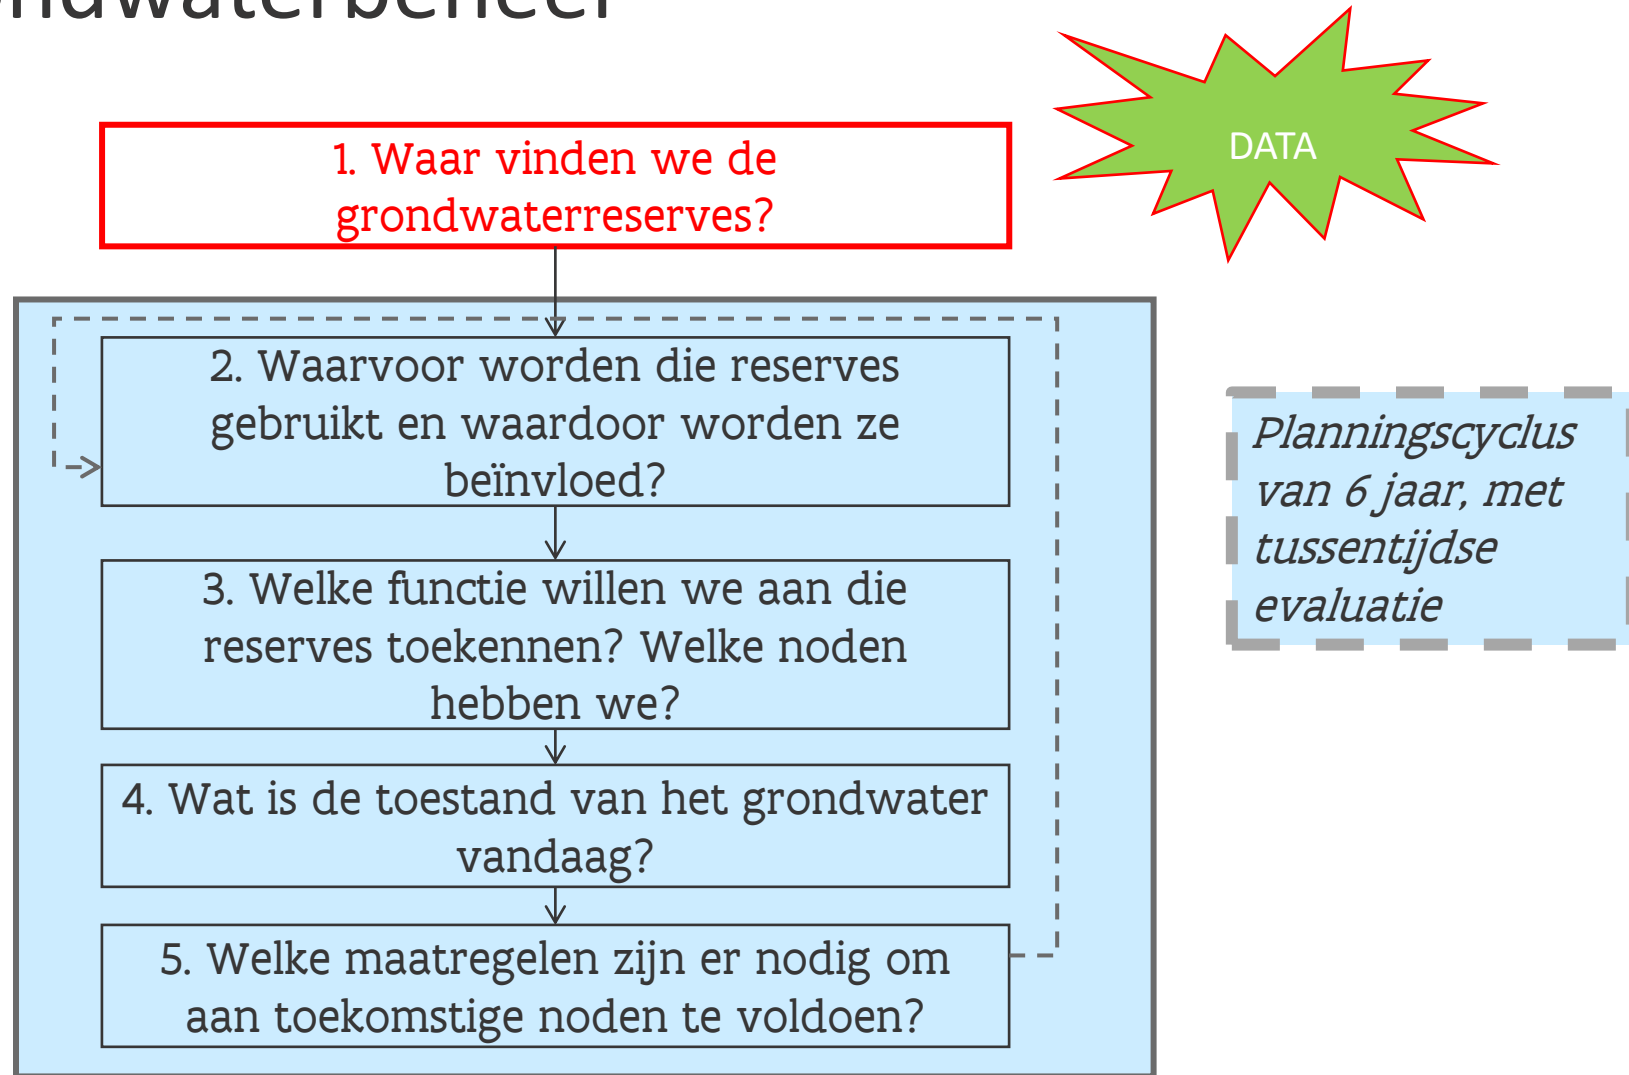 ondwaterbeheer
DATA
1. Waar vinden we de
grondwaterreserves?
2. Waarvoor worden die reserves
gebruikt en waardoor worden ze
beïnvloed?
3. Welke functie willen we aan die
reserves toekennen? Welke noden
hebben we?
4. Wat is de toestand van het grondwater
vandaag?
5. Welke maatregelen zijn er nodig om
aan toekomstige noden te voldoen?
Planningscyclus
van 6 jaar, met
tussentijdse
evaluatie